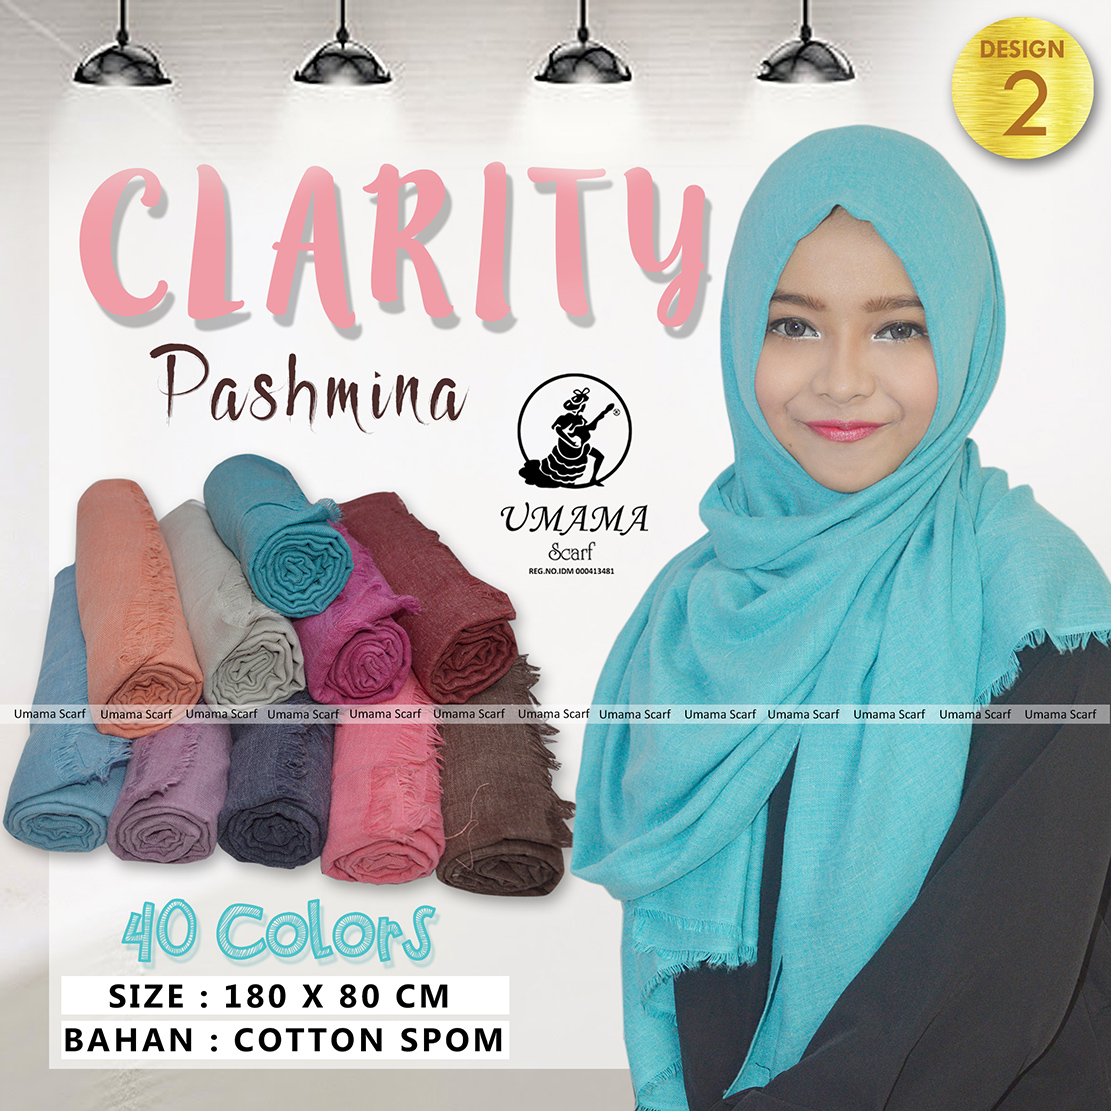 DESIGN
2
CLARITY
Pashmina
®
UMAMA
Scarf
REG.NO.IDM 000413481
Umama Scarf Umama Scarf Umama Scarf Umama Scarf Umama Scarf Umama Scarf Umama Scarf Umama Scarf Umama Scarf Umama Scarf Umama Scarf Umama Scarf Umama Scarf
40 Colors
SIZE : 180 X 80 CM
BAHAN : COTTON SPOM